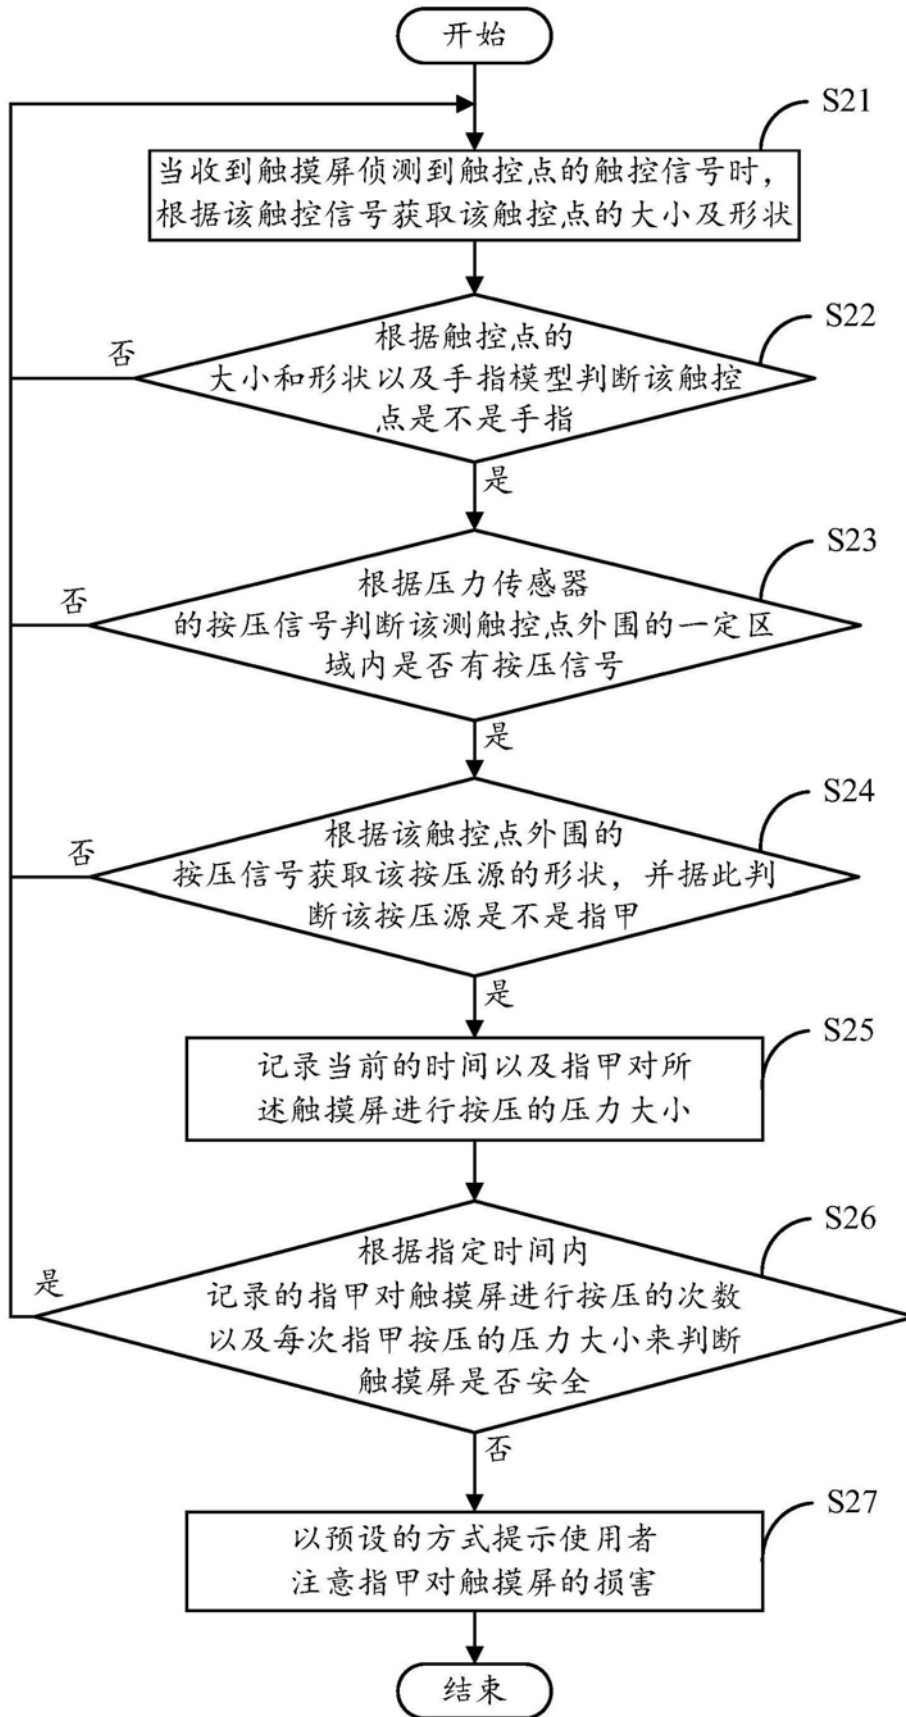 开始
S21
当收到触摸屏侦测到触控点的触控信号时，
根据该触控信号获取该触控点的大小及形状
S22
否
根据触控点的
大小和形状以及手指模型判断该触控
点是不是手指
是
S23
否
根据压力传感器
的按压信号判断该测触控点外围的一定区
域内是否有按压信号
是
S24
否
根据该触控点外围的
按压信号获取该按压源的形状，并据此判
断该按压源是不是指甲
是
S25
记录当前的时间以及指甲对所
述触摸屏进行按压的压力大小
S26
是
根据指定时间内
记录的指甲对触摸屏进行按压的次数
以及每次指甲按压的压力大小来判断
触摸屏是否安全
否
S27
以预设的方式提示使用者
注意指甲对触摸屏的损害
结束